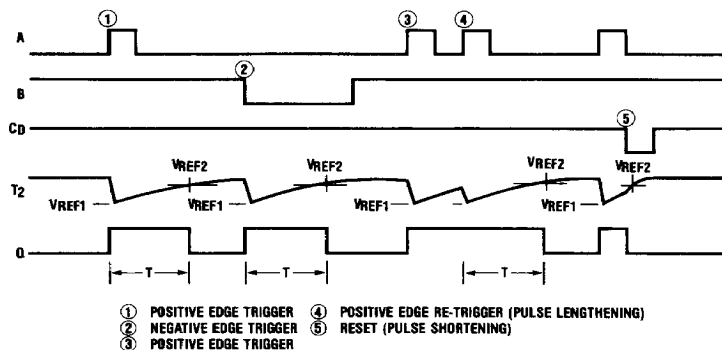 ① ③ ④
A
②
B
⑤
CD
VREF2 VREF2 VREF2 VREF2
T2
VREF1 VREF1 VREF1 VREF1
Q
T T T
① POSITIVE EDGE TRIGGER ④ POSITIVE EDGE RE-TRIGGER (PULSE LENGTHENING)
② NEGATIVE EDGE TRIGGER ⑤ RESET (PULSE SHORTENING)
③ POSITIVE EDGE TRIGGER